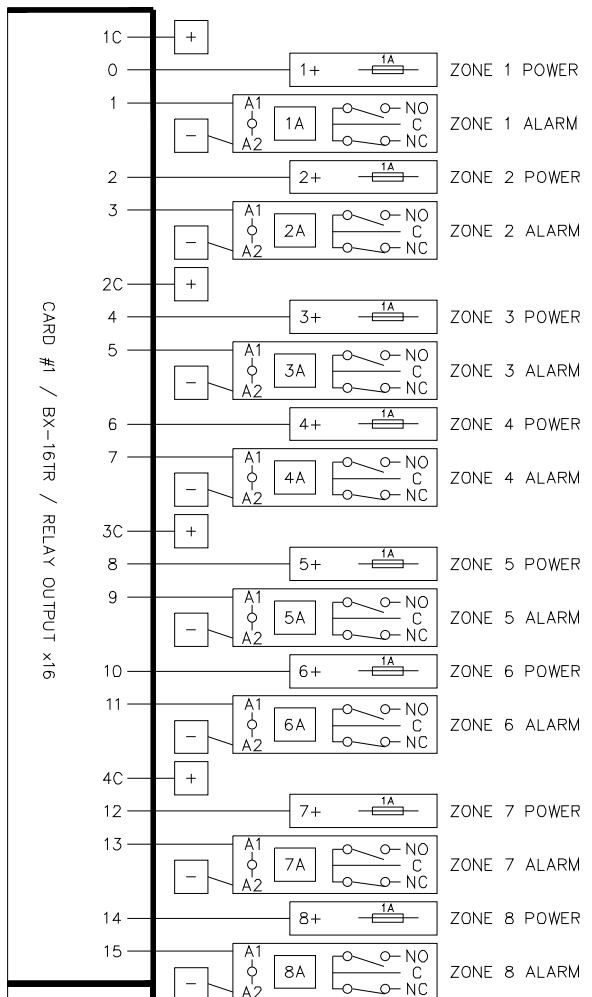 CARD #1 / BX-16TR / RELAY OUTPUT x16
1C +
0 1+ 1A ZONE 1 POWER
1 - A1 A2 1A NO C NC ZONE 1 ALARM
2 2+ 1A ZONE 2 POWER
3 - A1 A2 2A NO C NC ZONE 2 ALARM
2C +
4 3+ 1A ZONE 3 POWER
5 - A1 A2 3A NO C NC ZONE 3 ALARM
6 4+ 1A ZONE 4 POWER
7 - A1 A2 4A NO C NC ZONE 4 ALARM
3C +
8 5+ 1A ZONE 5 POWER
9 - A1 A2 5A NO C NC ZONE 5 ALARM
10 6+ 1A ZONE 6 POWER
11 - A1 A2 6A NO C NC ZONE 6 ALARM
4C +
12 7+ 1A ZONE 7 POWER
13 - A1 A2 7A NO C NC ZONE 7 ALARM
14 8+ 1A ZONE 8 POWER
15 - A1 A2 8A NO C NC ZONE 8 ALARM